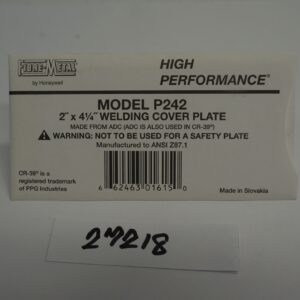 FIBRE-METAL
by Honeywell
HIGH
PERFORMANCE®
MODEL P242
2" x 4¼" WELDING COVER PLATE
MADE FROM ADC (ADC IS ALSO USED IN CR-39®)
WARNING: NOT TO BE USED FOR A SAFETY PLATE
Manufactured to ANSI Z87.1
CR-39® is a
registered trademark
of PPG Industries
6 62463 01615 0
Made in Slovakia
27218